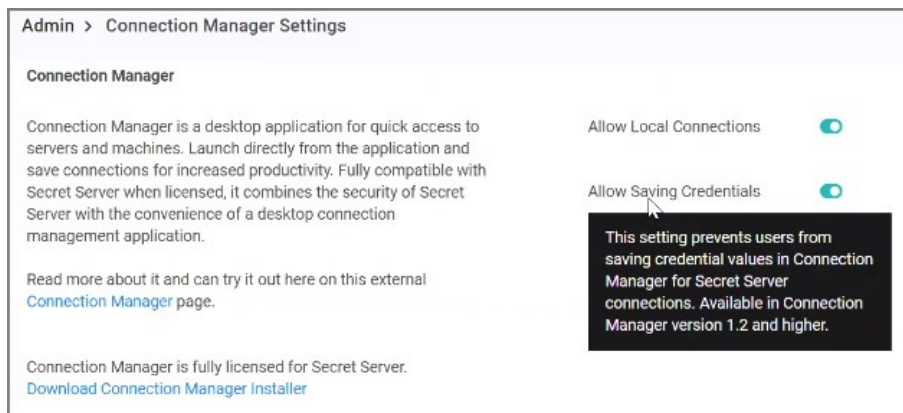 Admin > Connection Manager Settings
Connection Manager
Connection Manager is a desktop application for quick access to
servers and machines. Launch directly from the application and
save connections for increased productivity. Fully compatible with
Secret Server when licensed, it combines the security of Secret
Server with the convenience of a desktop connection
management application.
Read more about it and can try it out here on this external
Connection Manager page.
Connection Manager is fully licensed for Secret Server.
Download Connection Manager Installer
Allow Local Connections
Allow Saving Credentials
This setting prevents users from
saving credential values in Connection
Manager for Secret Server
connections. Available in Connection
Manager version 1.2 and higher.